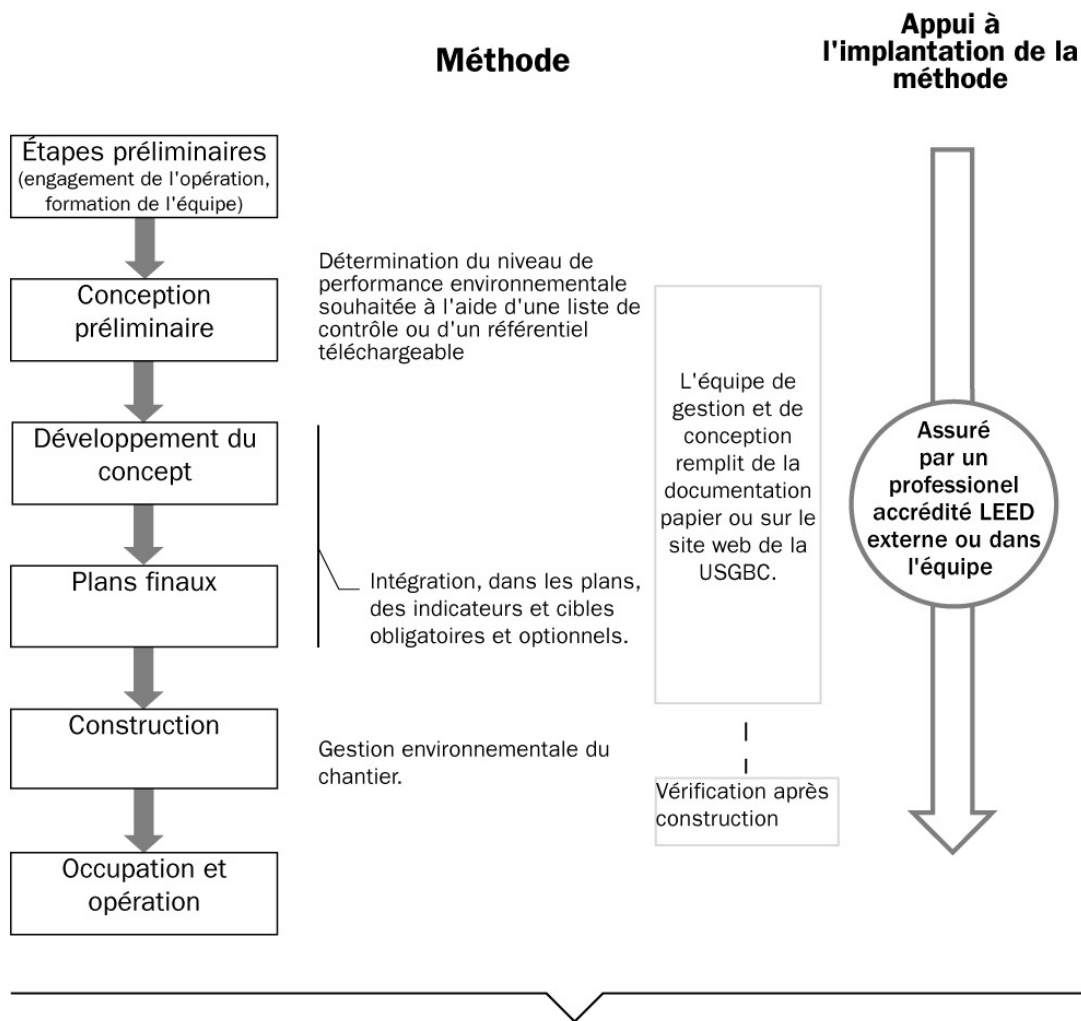 Méthode
Appui à
l'implantation de la
méthode
Étapes préliminaires
(engagement de l'opération,
formation de l'équipe)
Conception
préliminaire
Détermination du niveau de
performance environnementale
souhaitée à l'aide d'une liste de
contrôle ou d'un référentiel
téléchargeable
Développement du
concept
Plans finaux
Intégration, dans les plans,
des indicateurs et cibles
obligatoires et optionnels.
Construction
Gestion environnementale du
chantier.
Occupation et
opération
L'équipe de
gestion et de
conception
remplit de la
documentation
papier ou sur le
site web de la
USGBC.
Vérification après
construction
Assuré
par un
professionel
accrédité LEED
externe ou dans
l'équipe